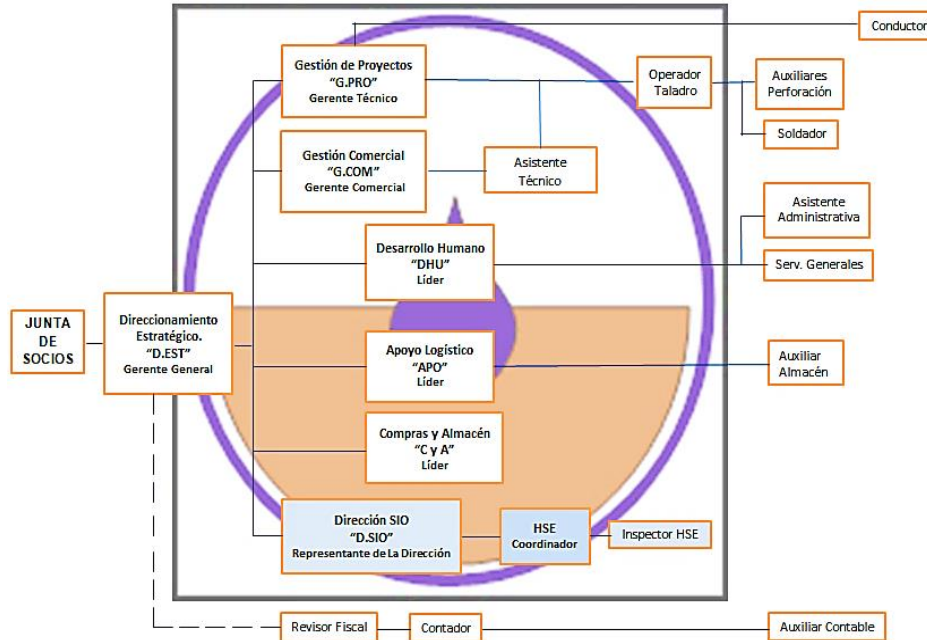 Conductor
Gestión de Proyectos
“G.PRO”
Gerente Técnico
Operador
Taladro
Auxiliares
Perforación
Soldador
Gestión Comercial
“G.COM”
Gerente Comercial
Asistente
Técnico
Asistente
Administrativa
Desarrollo Humano
“DHU”
Líder
Serv. Generales
JUNTA
DE
SOCIOS
Direccionamiento
Estratégico.
“D.EST”
Gerente General
Apoyo Logístico
“APO”
Líder
Auxiliar
Almacén
Compras y Almacén
“C y A”
Líder
Dirección SIO
“D.SIO”
Representante de La Dirección
HSE
Coordinador
Inspector HSE
Revisor Fiscal
Contador
Auxiliar Contable